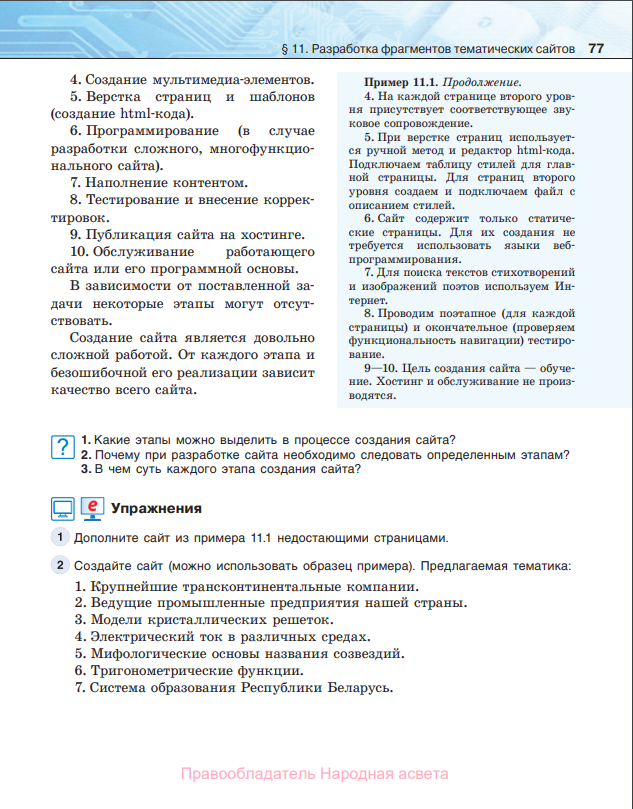 § 11. Разработка фрагментов тематических сайтов 77
4. Создание мультимедиа-элементов.
5. Верстка страниц и шаблонов
(создание html-кода).
6. Программирование (в случае
разработки сложного, многофункцио-
нального сайта).
7. Наполнение контентом.
8. Тестирование и внесение коррек-
тировок.
9. Публикация сайта на хостинге.
10. Обслуживание работающего
сайта или его программной основы.
В зависимости от поставленной за-
дачи некоторые этапы могут отсут-
ствовать.
Создание сайта является довольно
сложной работой. От каждого этапа и
безошибочной его реализации зависит
качество всего сайта.
Пример 11.1. Продолжение.
4. На каждой странице второго уров-
ня присутствует соответствующее зву-
ковое сопровождение.
5. При верстке страниц использует-
ся ручной метод и редактор html-кода.
Подключаем таблицу стилей для глав-
ной страницы. Для страниц второго
уровня создаем и подключаем файл с
описанием стилей.
6. Сайт содержит только статиче-
ские страницы. Для их создания не
требуется использовать языки веб-
программирования.
7. Для поиска текстов стихотворений
и изображений поэтов используем Ин-
тернет.
8. Проводим поэтапное (для каждой
страницы) и окончательное (проверяем
функциональность навигации) тестиро-
вание.
9—10. Цель создания сайта — обуче-
ние. Хостинг и обслуживание не произ-
водятся.
?
1. Какие этапы можно выделить в процессе создания сайта?
2. Почему при разработке сайта необходимо следовать определенным этапам?
3. В чем суть каждого этапа создания сайта?
e Упражнения
1 Дополните сайт из примера 11.1 недостающими страницами.
2 Создайте сайт (можно использовать образец примера). Предлагаемая тематика:
1. Крупнейшие трансконтинентальные компании.
2. Ведущие промышленные предприятия нашей страны.
3. Модели кристаллических решеток.
4. Электрический ток в различных средах.
5. Мифологические основы названия созвездий.
6. Тригонометрические функции.
7. Система образования Республики Беларусь.
Правообладатель Народная асвета